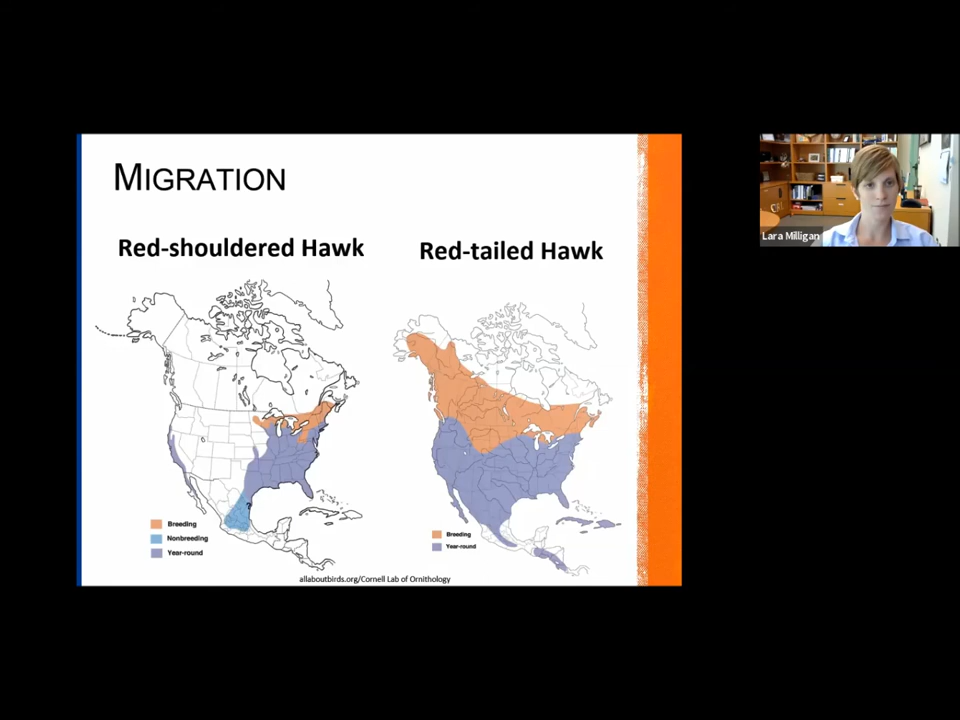 MIGRATION
Red-shouldered Hawk
Red-tailed Hawk
Breeding
Nonbreeding
Year-round
Breeding
Year-round
allaboutbirds.org/Cornell Lab of Ornithology
Lara Milligan